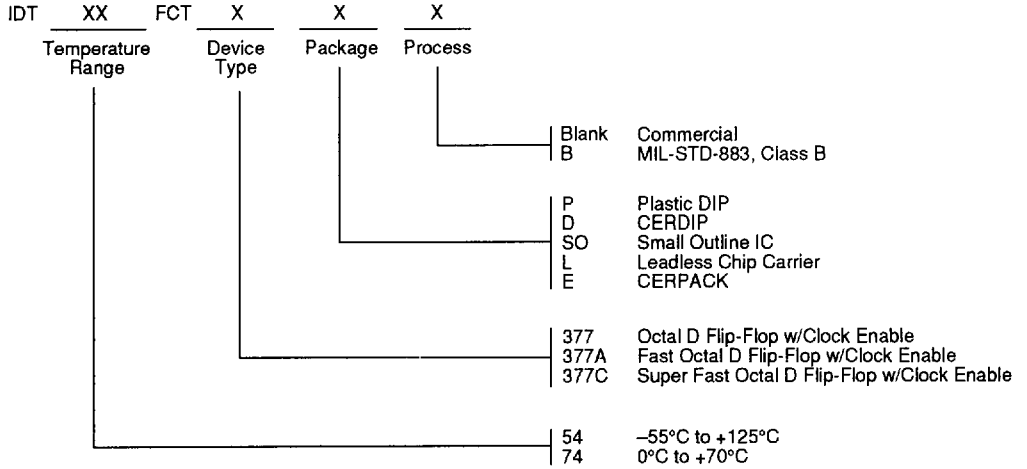 IDT XX FCT X X X
Temperature Range Device Type Package Process
Blank Commercial
B MIL-STD-883, Class B
P Plastic DIP
D CERDIP
SO Small Outline IC
L Leadless Chip Carrier
E CERPACK
377 Octal D Flip-Flop w/Clock Enable
377A Fast Octal D Flip-Flop w/Clock Enable
377C Super Fast Octal D Flip-Flop w/Clock Enable
54 –55°C to +125°C
74 0°C to +70°C